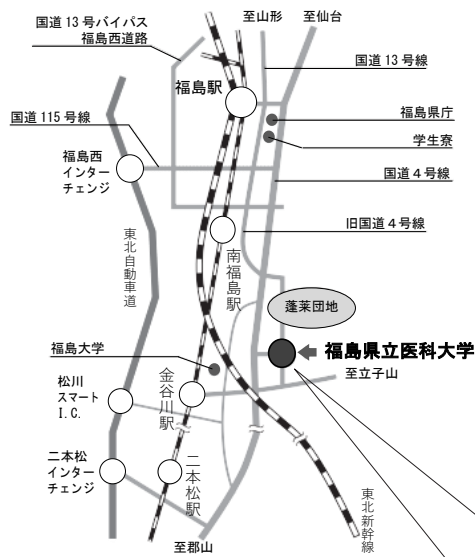 至山形
至仙台
国道13号バイパス
福島西道路
国道13号線
福島駅
福島県庁
国道115号線
学生寮
福島西
インター
チェンジ
国道4号線
旧国道4号線
東北自動車道
南福島駅
蓬莱団地
福島県立医科大学
福島大学
至立子山
松川
スマート
I.C.
金谷川駅
二本松
インター
チェンジ
二本松駅
東北新幹線
至郡山